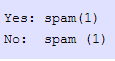 Yes: spam(1)
No:  spam (1)